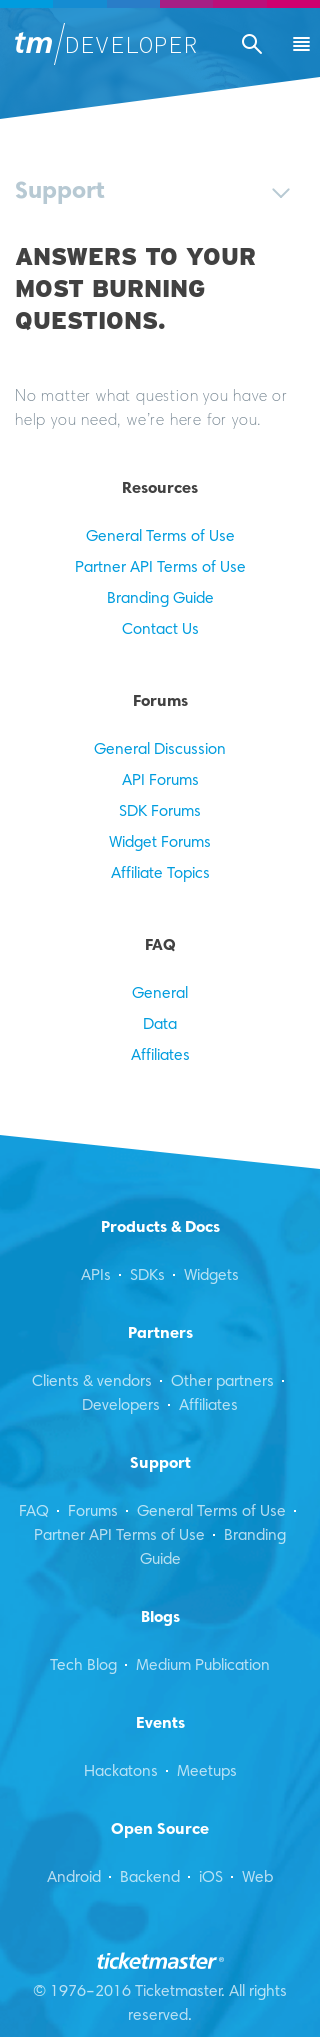 tm/DEVELOPER
Support
ANSWERS TO YOUR
MOST BURNING
QUESTIONS.
No matter what question you have or
help you need, we're here for you.
Resources
General Terms of Use
Partner API Terms of Use
Branding Guide
Contact Us
Forums
General Discussion
API Forums
SDK Forums
Widget Forums
Affiliate Topics
FAQ
General
Data
Affiliates
Products & Docs
APIs · SDKs · Widgets
Partners
Clients & vendors · Other partners ·
Developers · Affiliates
Support
FAQ · Forums · General Terms of Use ·
Partner API Terms of Use · Branding
Guide
Blogs
Tech Blog · Medium Publication
Events
Hackatons · Meetups
Open Source
Android · Backend · iOS · Web
ticketmaster®
© 1976–2016 Ticketmaster. All rights
reserved.